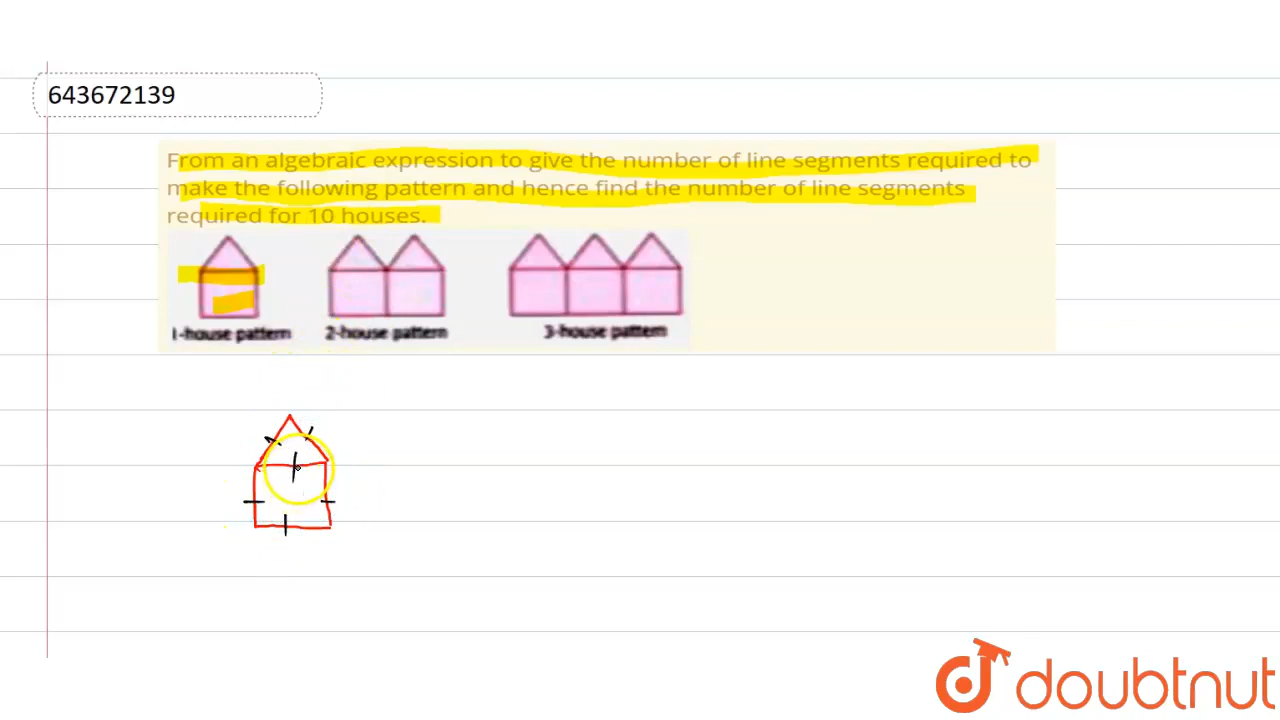 643672139
From an algebraic expression to give the number of line segments required to
make the following pattern and hence find the number of line segments
required for 10 houses.
1-house pattern 2-house pattern 3-house pattern
doubtnut